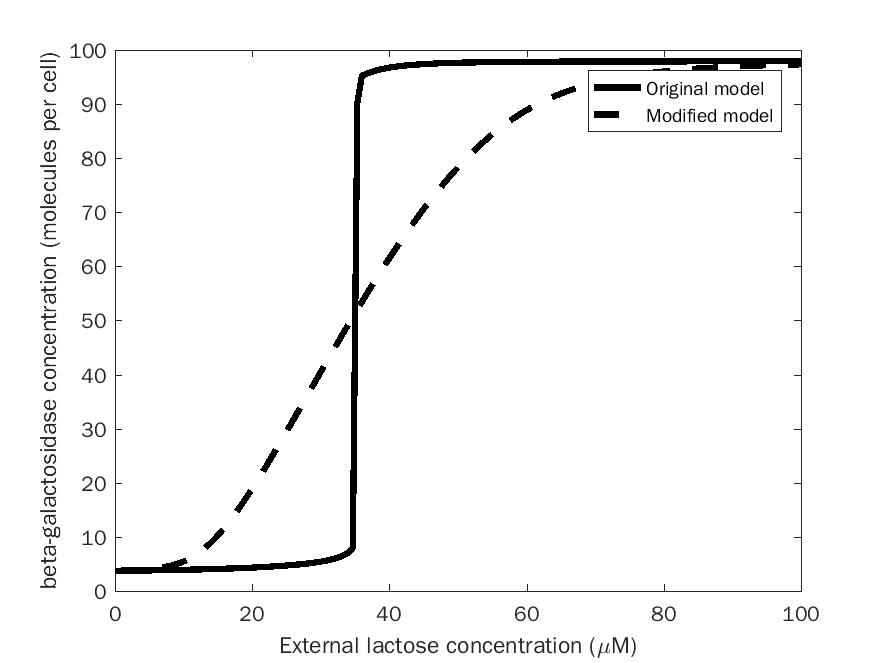 100
90
80
70
60
50
40
30
20
10
0
beta-galactosidase concentration (molecules per cell)
Original model
Modified model
0 20 40 60 80 100
External lactose concentration (μM)